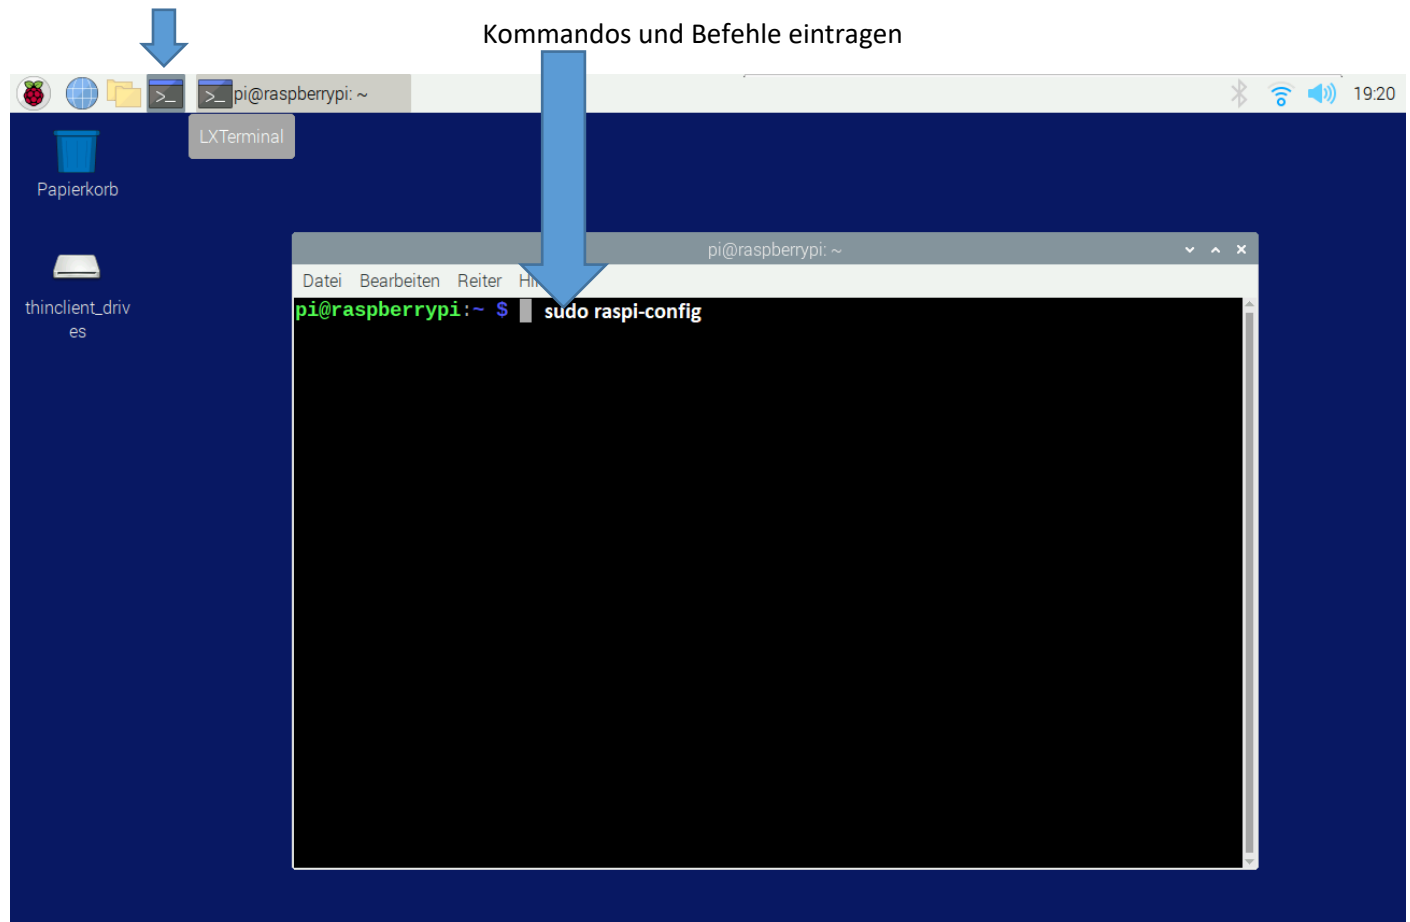 Kommandos und Befehle eintragen
>_ >_ pi@raspberrypi: ~ 19:20
LXTerminal
Papierkorb
thinclient_driv
es
pi@raspberrypi: ~
Datei Bearbeiten Reiter
pi@raspberrypi:~ $ sudo raspi-config